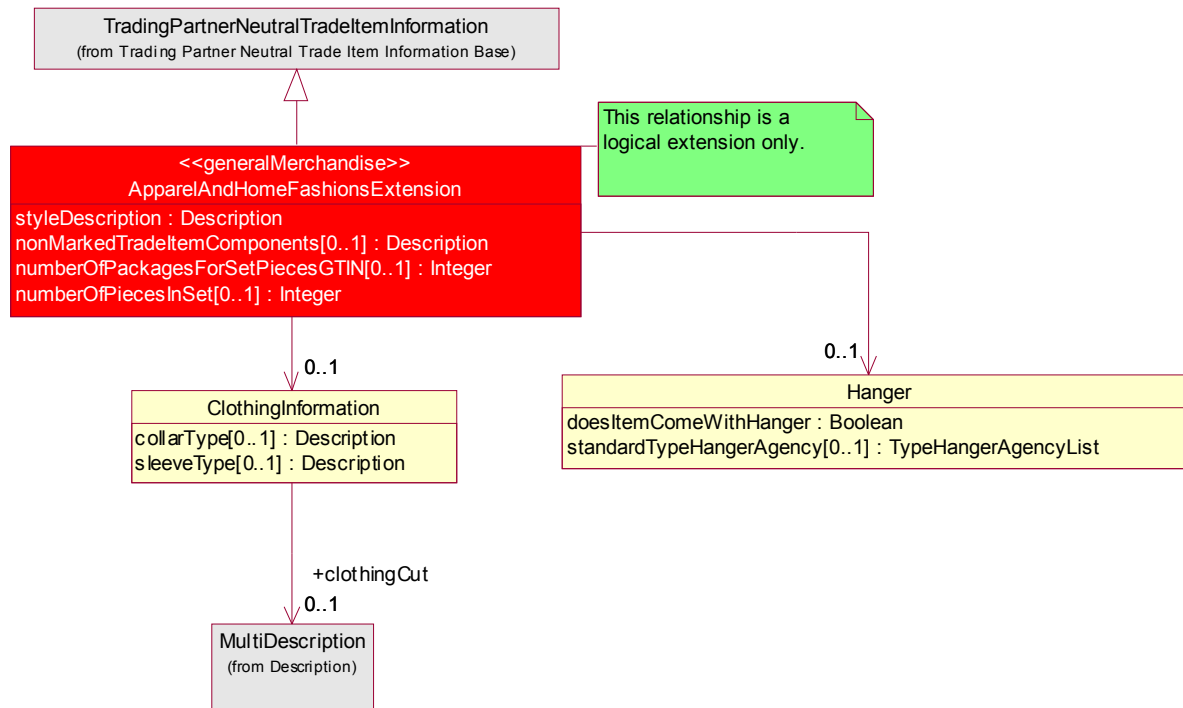 TradingPartnerNeutralTradeItemInformation
(from Trading Partner Neutral Trade Item Information Base)
This relationship is a
logical extension only.
<<generalMerchandise>>
ApparelAndHomeFashionsExtension
styleDescription : Description
nonMarkedTradeItemComponents[0..1] : Description
numberOfPackagesForSetPiecesGTIN[0..1] : Integer
numberOfPiecesInSet[0..1] : Integer
0..1
0..1
ClothingInformation
collarType[0..1] : Description
sleeveType[0..1] : Description
Hanger
doesItemComeWithHanger : Boolean
standardTypeHangerAgency[0..1] : TypeHangerAgencyList
+clothingCut
0..1
MultiDescription
(from Description)